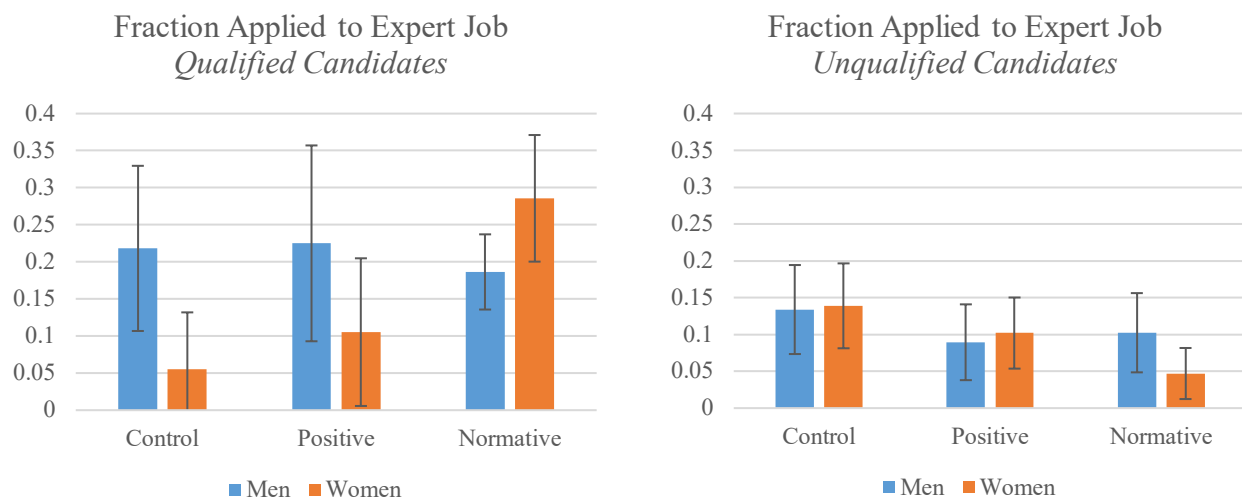 Fraction Applied to Expert Job
Qualified Candidates
0.4
0.35
0.3
0.25
0.2
0.15
0.1
0.05
0
Control
Positive
Normative
Men
Women
Fraction Applied to Expert Job
Unqualified Candidates
0.4
0.35
0.3
0.25
0.2
0.15
0.1
0.05
0
Control
Positive
Normative
Men
Women